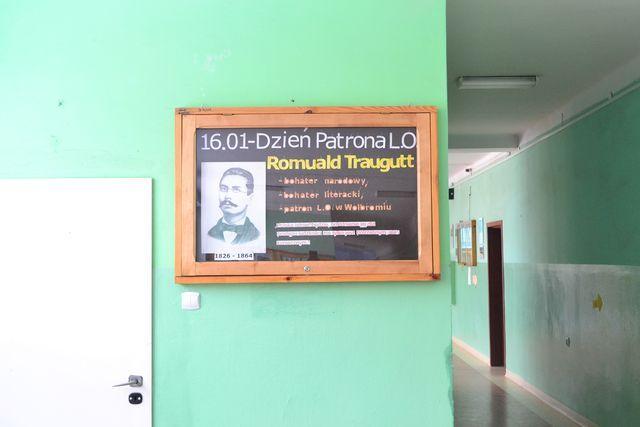 16.01-Dzień Patrona L.O
Romuald Traugutt
- bohater narodowy,
- bohater literacki,
- patron L.O. w Wolbromiu
1826 - 1864